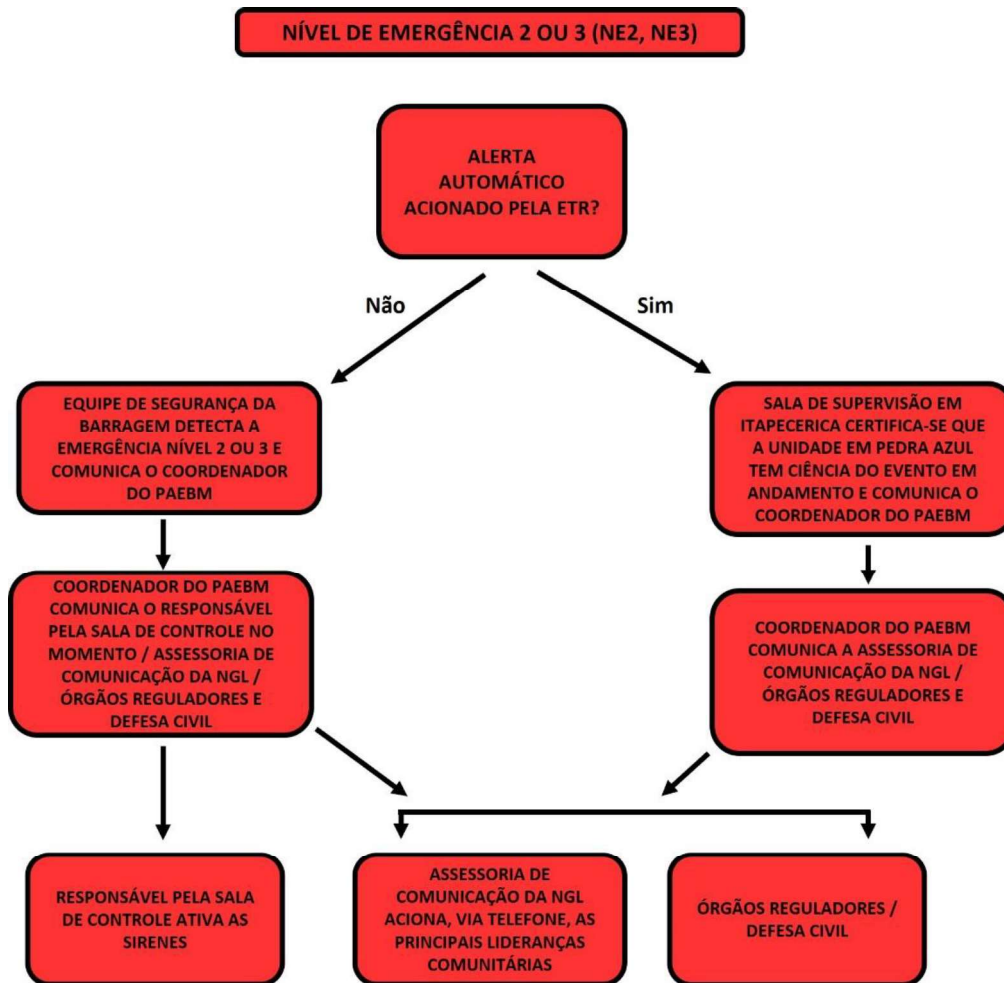 NÍVEL DE EMERGÊNCIA 2 OU 3 (NE2, NE3)
ALERTA
AUTOMÁTICO
ACIONADO PELA ETR?
Não
Sim
EQUIPE DE SEGURANÇA DA
BARRAGEM DETECTA A
EMERGÊNCIA NÍVEL 2 OU 3 E
COMUNICA O COORDENADOR
DO PAEBM
SALA DE SUPERVISÃO EM
ITAPECERICA CERTIFICA-SE QUE
A UNIDADE EM PEDRA AZUL
TEM CIÊNCIA DO EVENTO EM
ANDAMENTO E COMUNICA O
COORDENADOR DO PAEBM
COORDENADOR DO PAEBM
COMUNICA O RESPONSÁVEL
PELA SALA DE CONTROLE NO
MOMENTO / ASSESSORIA DE
COMUNICAÇÃO DA NGL /
ÓRGÃOS REGULADORES E
DEFESA CIVIL
COORDENADOR DO PAEBM
COMUNICA A ASSESSORIA DE
COMUNICAÇÃO DA NGL /
ÓRGÃOS REGULADORES E
DEFESA CIVIL
RESPONSÁVEL PELA SALA
DE CONTROLE ATIVA AS
SIRENES
ASSESSORIA DE
COMUNICAÇÃO DA NGL
ACIONA, VIA TELEFONE, AS
PRINCIPAIS LIDERANÇAS
COMUNITÁRIAS
ÓRGÃOS REGULADORES /
DEFESA CIVIL